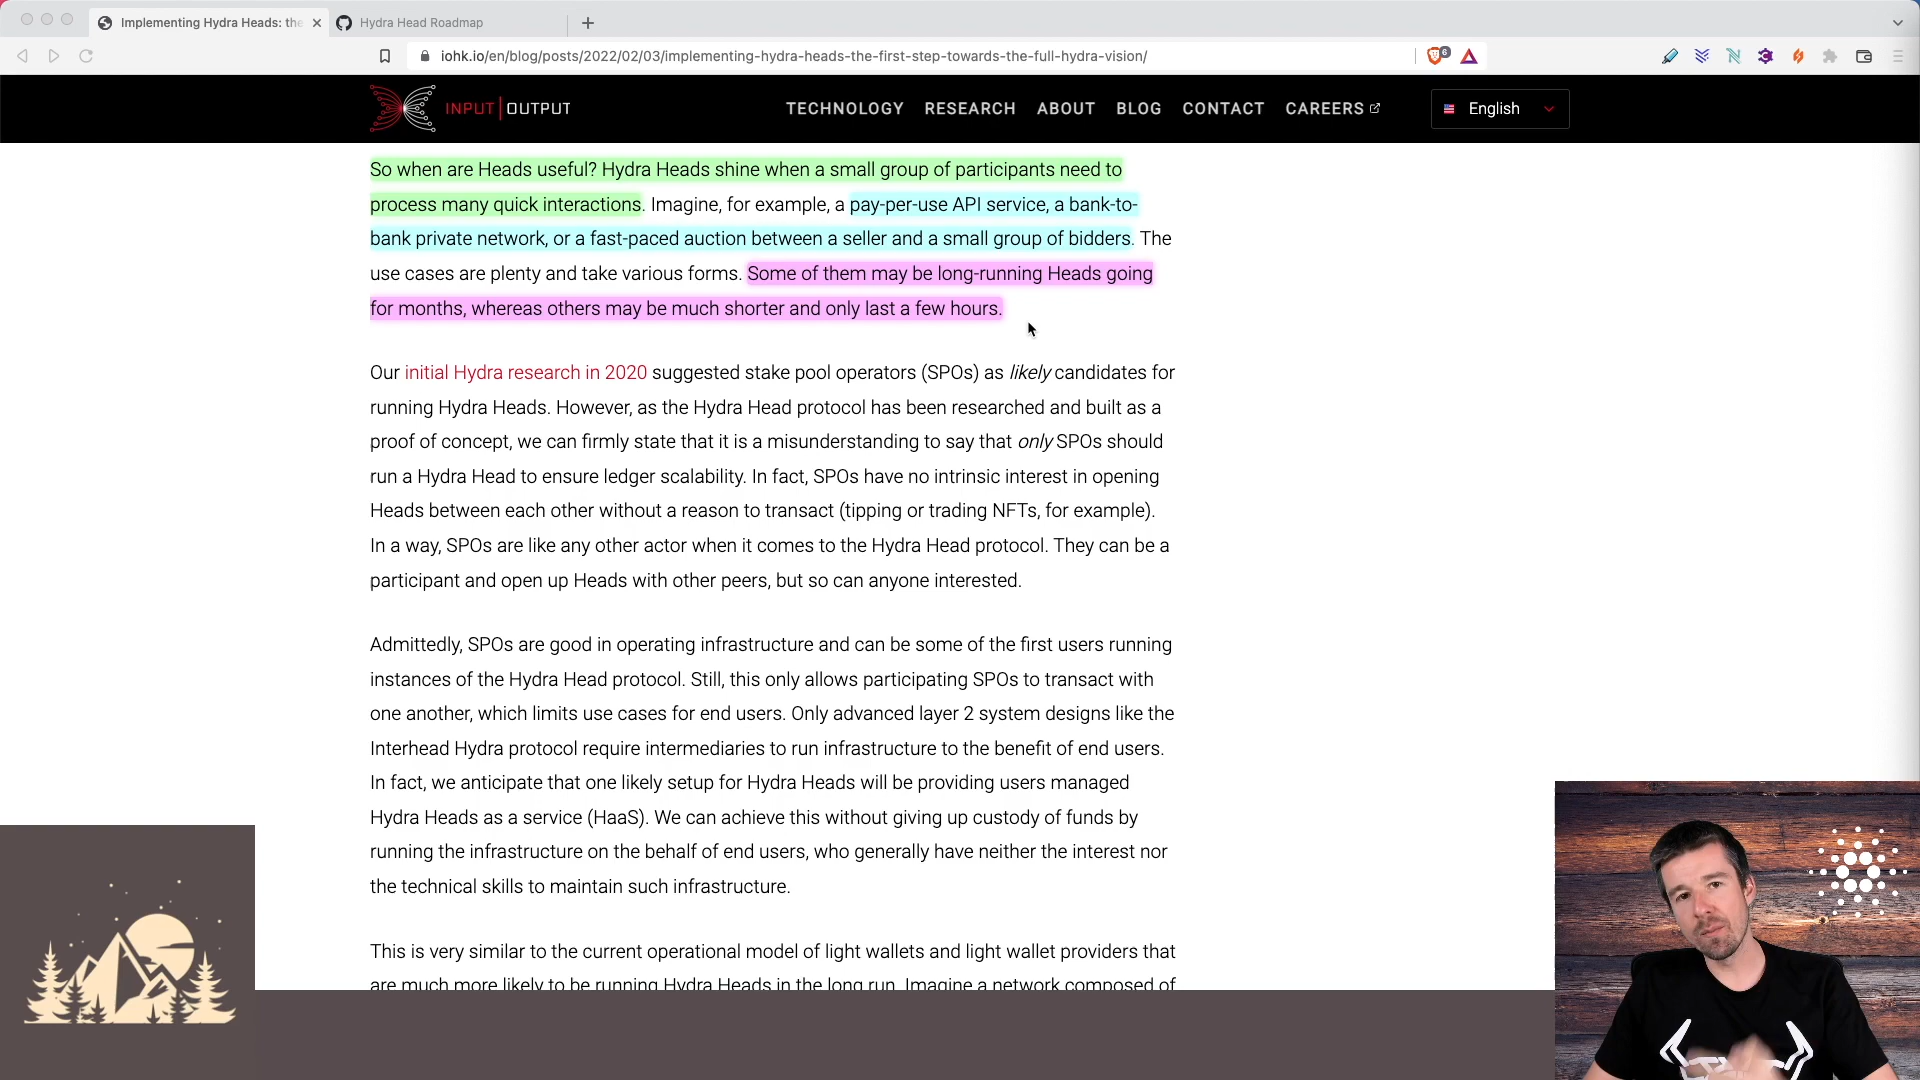 Implementing Hydra Heads: the
Hydra Head Roadmap
iohk.io/en/blog/posts/2022/02/03/implementing-hydra-heads-the-first-step-towards-the-full-hydra-vision/
6
INPUT|OUTPUT
TECHNOLOGY RESEARCH ABOUT BLOG CONTACT CAREERS
English
So when are Heads useful? Hydra Heads shine when a small group of participants need to
process many quick interactions. Imagine, for example, a pay-per-use API service, a bank-to-
bank private network, or a fast-paced auction between a seller and a small group of bidders. The
use cases are plenty and take various forms. Some of them may be long-running Heads going
for months, whereas others may be much shorter and only last a few hours.
Our initial Hydra research in 2020 suggested stake pool operators (SPOs) as likely candidates for
running Hydra Heads. However, as the Hydra Head protocol has been researched and built as a
proof of concept, we can firmly state that it is a misunderstanding to say that only SPOs should
run a Hydra Head to ensure ledger scalability. In fact, SPOs have no intrinsic interest in opening
Heads between each other without a reason to transact (tipping or trading NFTs, for example).
In a way, SPOs are like any other actor when it comes to the Hydra Head protocol. They can be a
participant and open up Heads with other peers, but so can anyone interested.
Admittedly, SPOs are good in operating infrastructure and can be some of the first users running
instances of the Hydra Head protocol. Still, this only allows participating SPOs to transact with
one another, which limits use cases for end users. Only advanced layer 2 system designs like the
Interhead Hydra protocol require intermediaries to run infrastructure to the benefit of end users.
In fact, we anticipate that one likely setup for Hydra Heads will be providing users managed
Hydra Heads as a service (HaaS). We can achieve this without giving up custody of funds by
running the infrastructure on the behalf of end users, who generally have neither the interest nor
the technical skills to maintain such infrastructure.
This is very similar to the current operational model of light wallets and light wallet providers that
are much more likely to be running Hydra Heads in the long run. Imagine a network composed of